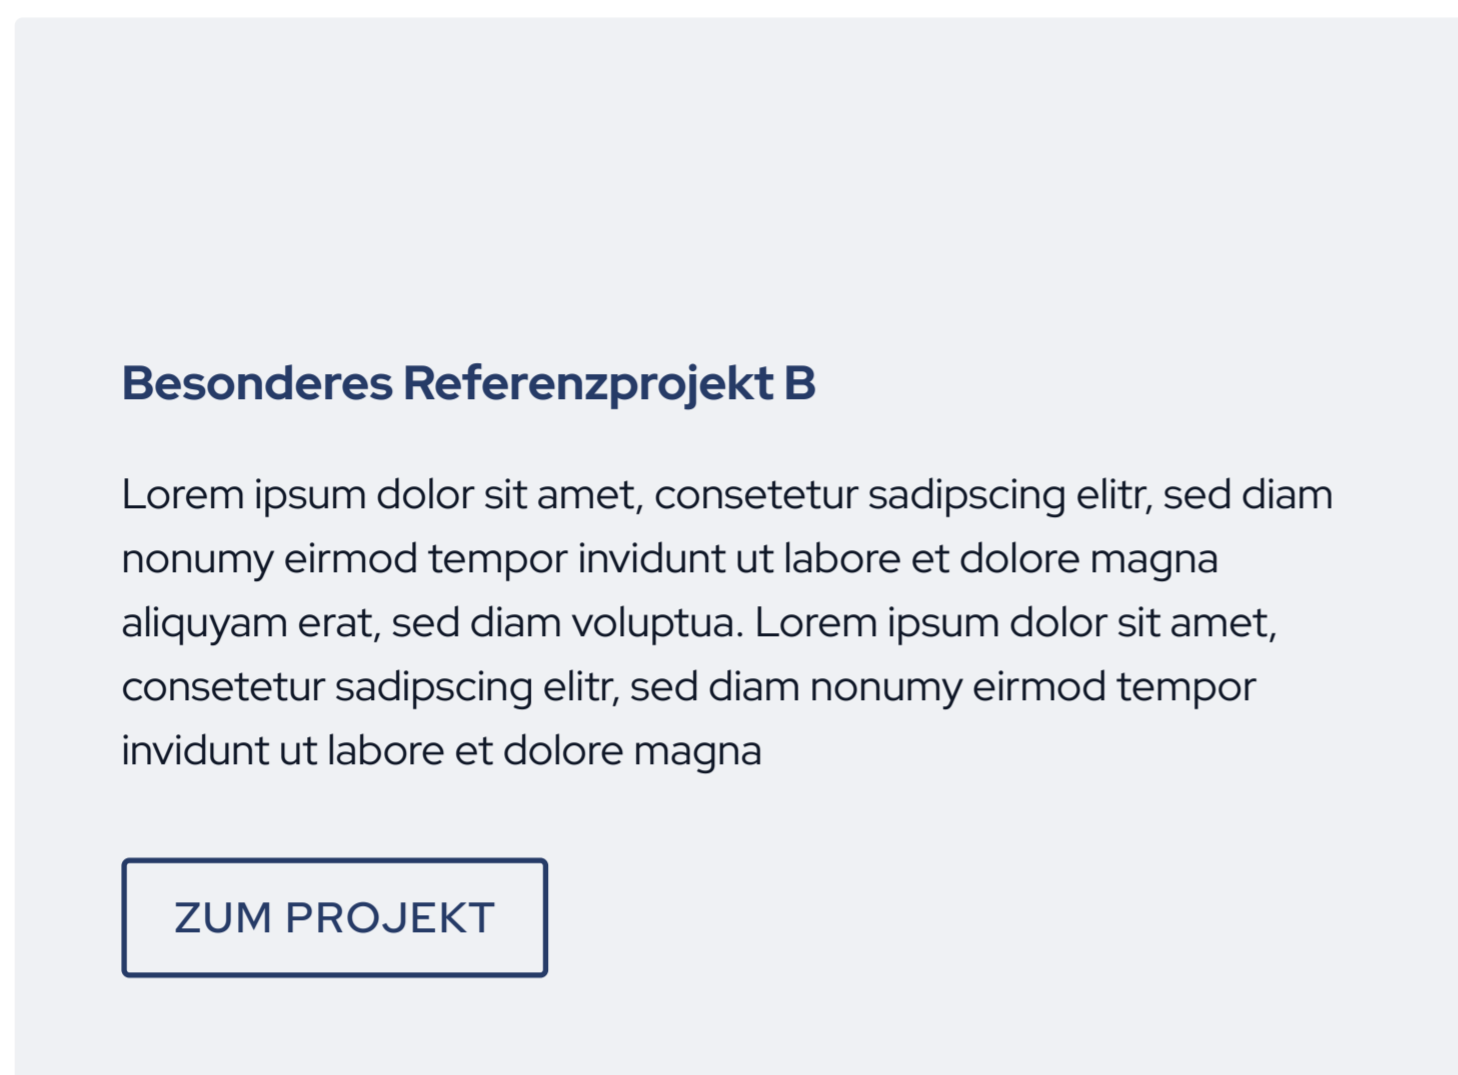 Besonderes Referenzprojekt B
Lorem ipsum dolor sit amet, consetetur sadipscing elitr, sed diam
nonumy eirmod tempor invidunt ut labore et dolore magna
aliquyam erat, sed diam voluptua. Lorem ipsum dolor sit amet,
consetetur sadipscing elitr, sed diam nonumy eirmod tempor
invidunt ut labore et dolore magna
ZUM PROJEKT